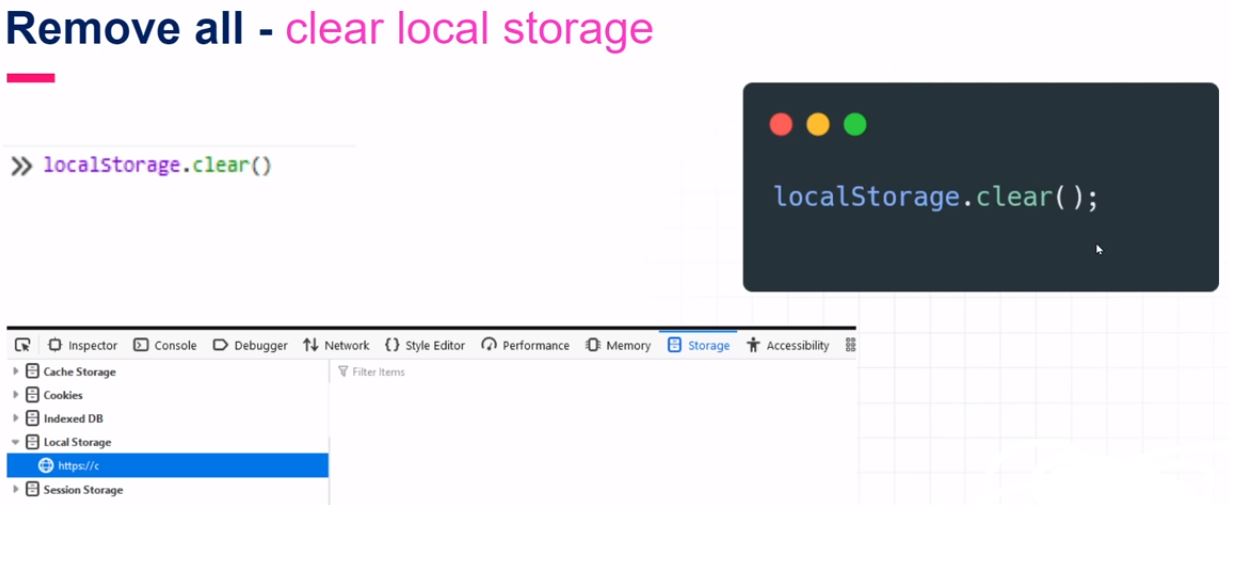 Remove all - clear local storage
>> localStorage.clear()
localStorage.clear();
Inspector Console Debugger Network {} Style Editor Performance Memory Storage Accessibility
Cache Storage
Filter Items
Cookies
Indexed DB
Local Storage
https://c
Session Storage